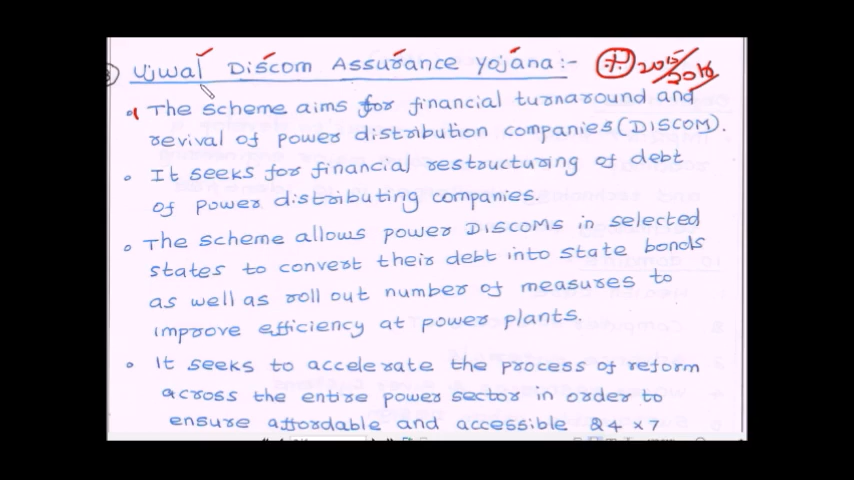 Ujwal Discom Assurance Yojana:- 2015/2016
The scheme aims for financial turnaround and
revival of power distribution companies (DISCOM).
It seeks for financial restructuring of debt
of power distributing companies.
The scheme allows power DISCOMS in selected
states to convert their debt into state bonds
as well as roll out number of measures to
improve efficiency at power plants.
It seeks to accelerate the process of reform
across the entire power sector in order to
ensure affordable and accessible 24 x 7